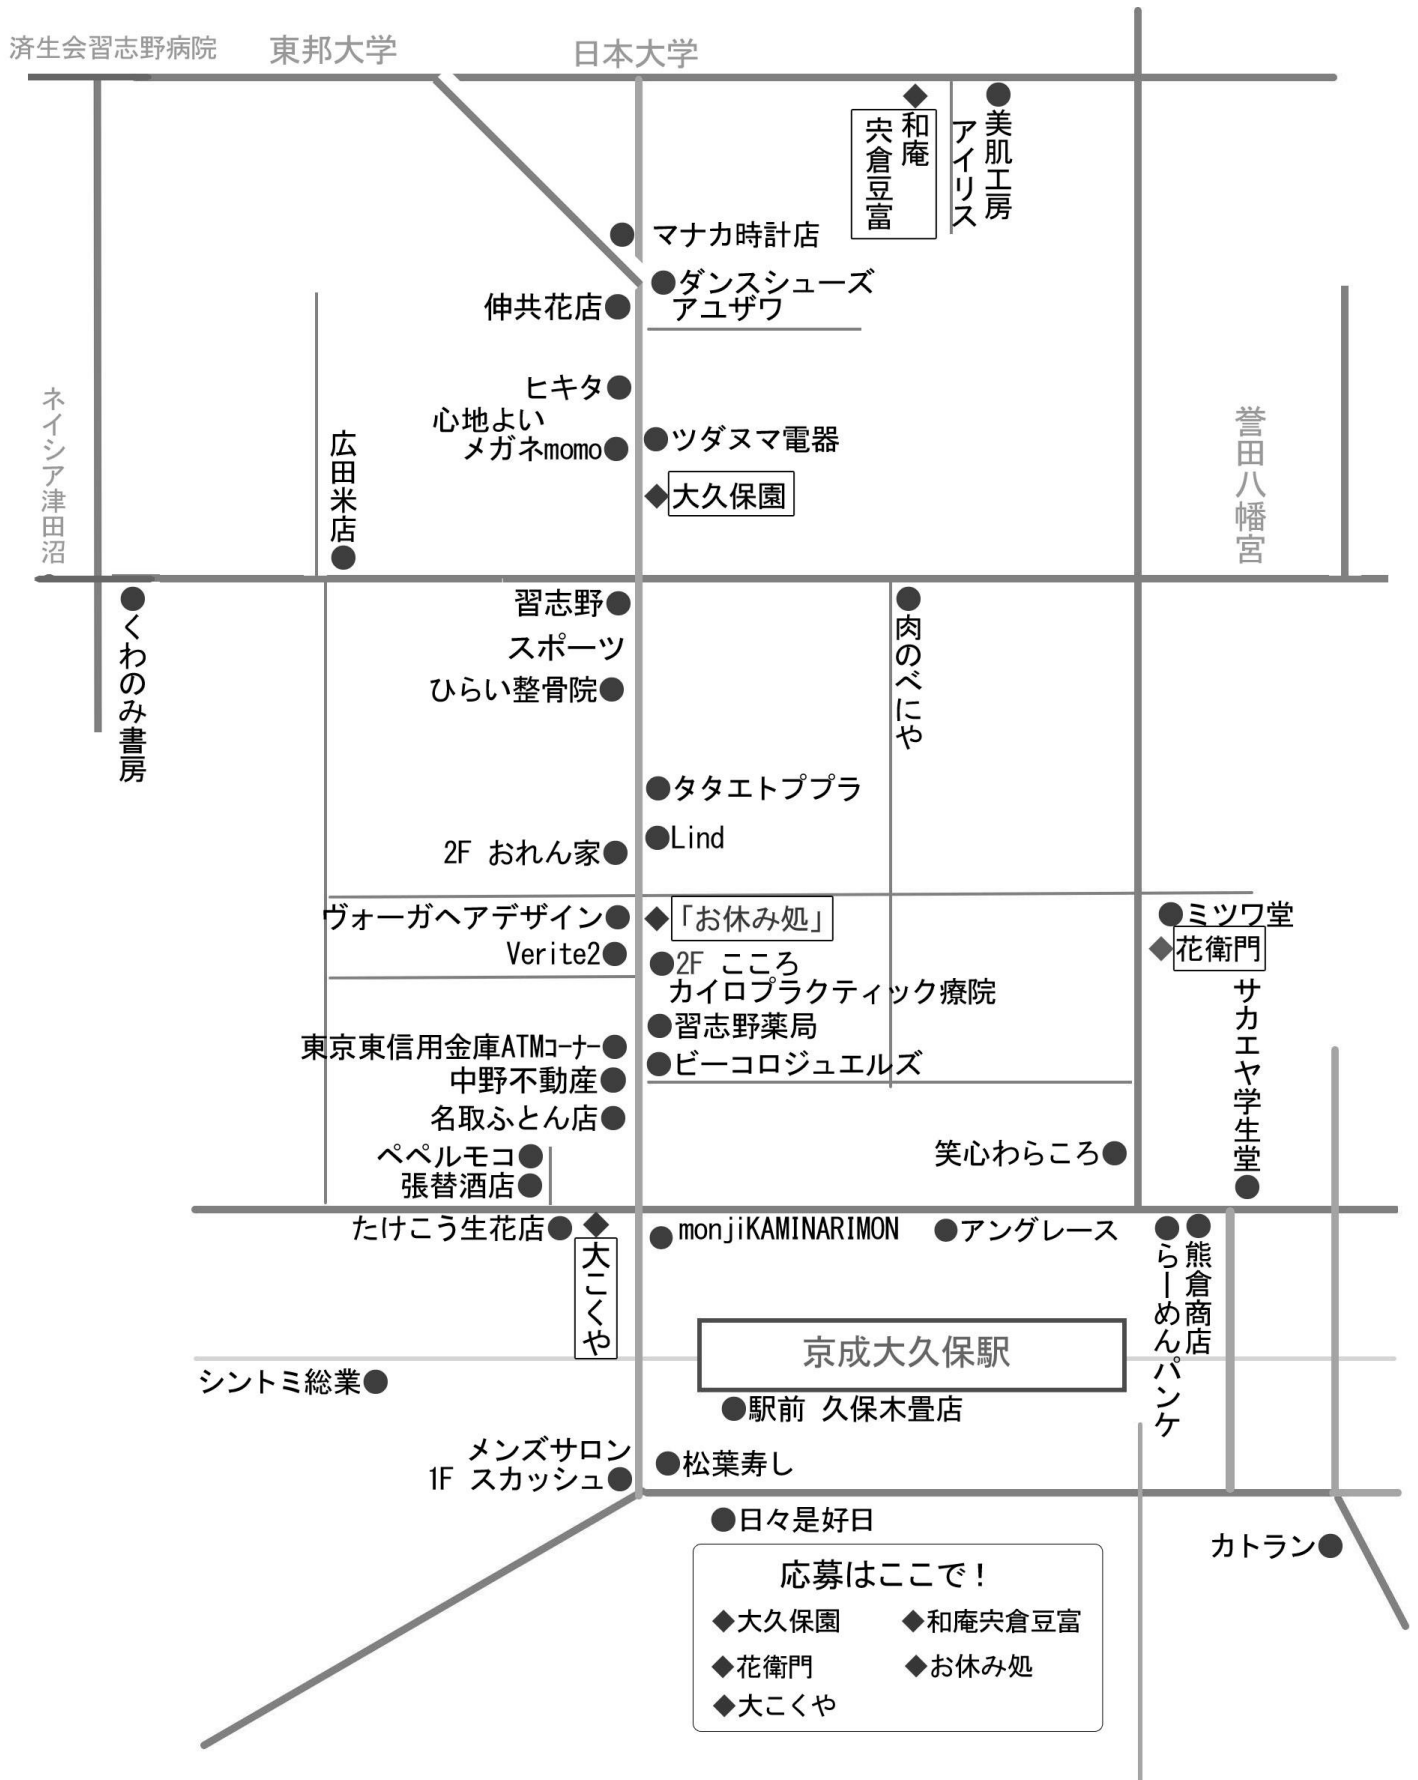 済生会習志野病院
東邦大学
日本大学
和庵
宍倉豆富
美肌工房
アイリス
マナカ時計店
ダンスシューズ
アユザワ
伸共花店
ヒキタ
心地よい
メガネmomo
ツダヌマ電器
大久保園
ネイシア津田沼
広田米店
誉田八幡宮
くわのみ書房
習志野
スポーツ
ひらい整骨院
肉のべにや
タタエトププラ
Lind
2F おれん家
ヴォーガヘアデザイン
「お休み処」
Verite2
2F こころ
カイロプラクティック療院
ミツワ堂
花衛門
サカエヤ学生堂
習志野薬局
東京東信用金庫ATMコーナー
ビーコロジュエルズ
中野不動産
名取ふとん店
ペペルモコ
張替酒店
笑心わらころ
たけこう生花店
大こくや
monjiKAMINARIMON
アングレース
熊倉商店
らーめんパンケ
京成大久保駅
シントミ総業
駅前 久保木畳店
メンズサロン
1F スカッシュ
松葉寿し
日々是好日
カトラン
応募はここで！
◆大久保園
◆和庵宍倉豆富
◆花衛門
◆お休み処
◆大こくや